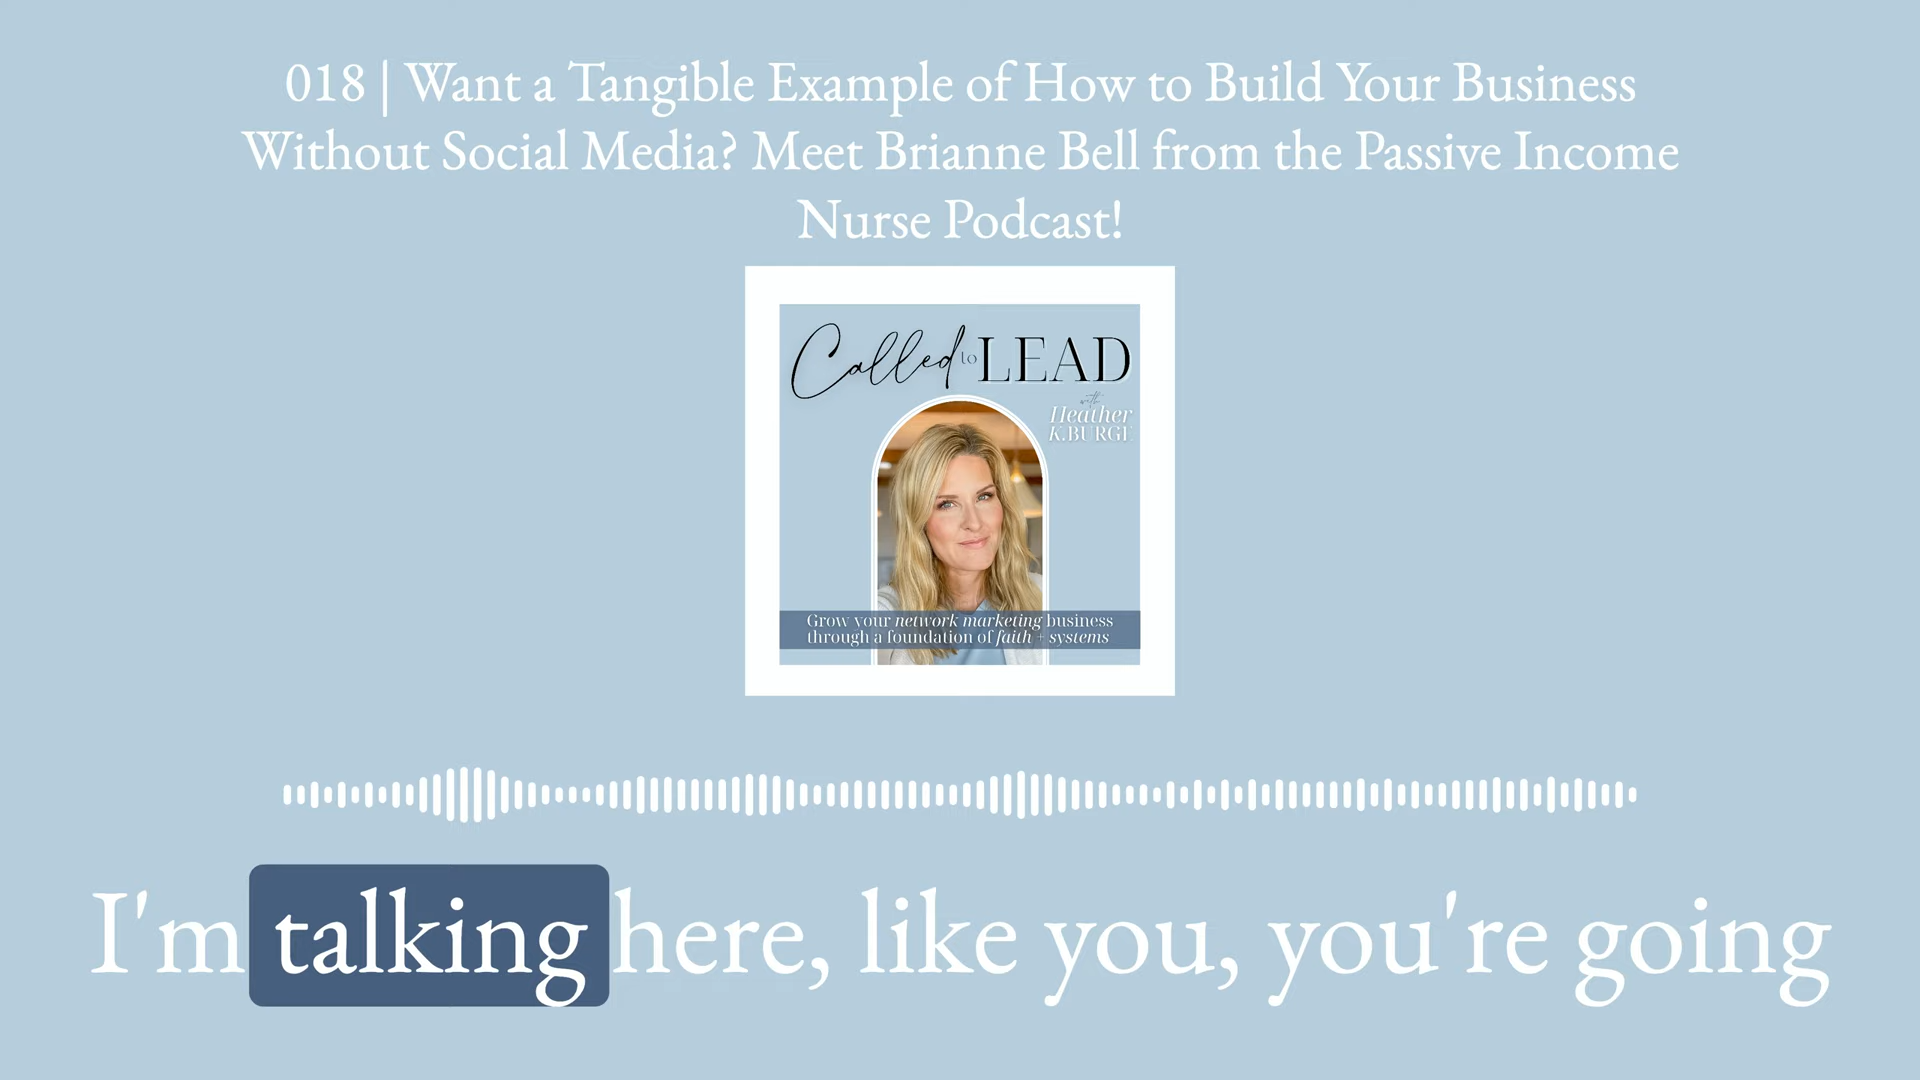 018 | Want a Tangible Example of How to Build Your Business
Without Social Media? Meet Brianne Bell from the Passive Income
Nurse Podcast!
Called to LEAD
with
Heather
K.BURGE
Grow your network marketing business
through a foundation of faith + systems
I'm talking here, like you, you're going